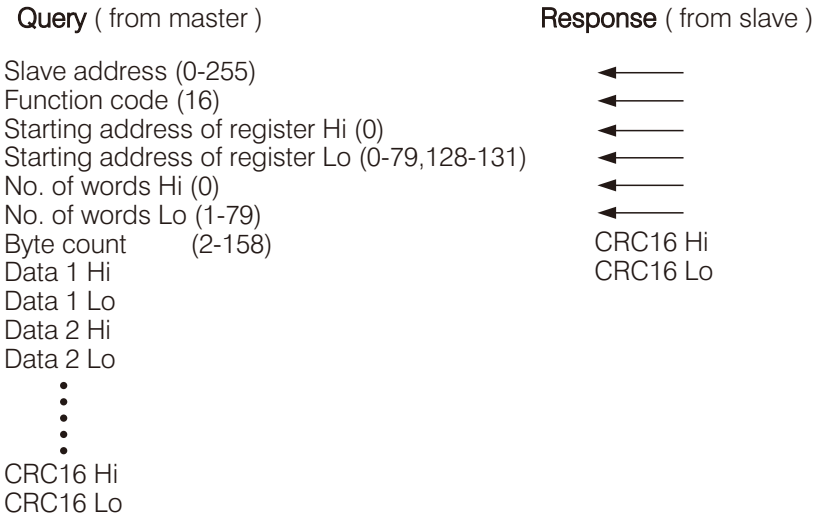 Query ( from master ) Response ( from slave )
Slave address (0-255)
Function code (16)
Starting address of register Hi (0)
Starting address of register Lo (0-79,128-131)
No. of words Hi (0)
No. of words Lo (1-79)
Byte count (2-158) CRC16 Hi
Data 1 Hi CRC16 Lo
Data 1 Lo
Data 2 Hi
Data 2 Lo
CRC16 Hi
CRC16 Lo